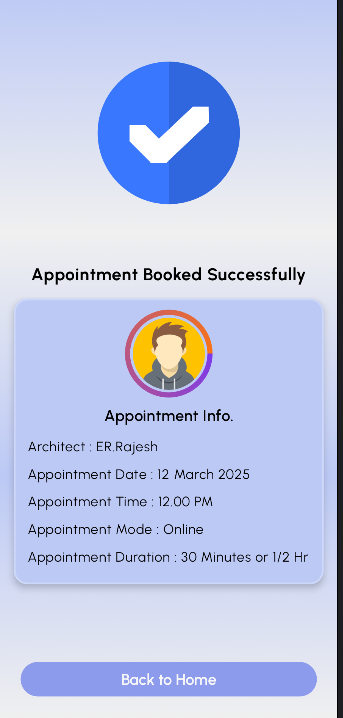 Appointment Booked Successfully
Appointment Info.
Architect : ER.Rajesh
Appointment Date : 12 March 2025
Appointment Time : 12.00 PM
Appointment Mode : Online
Appointment Duration : 30 Minutes or 1/2 Hr
Back to Home